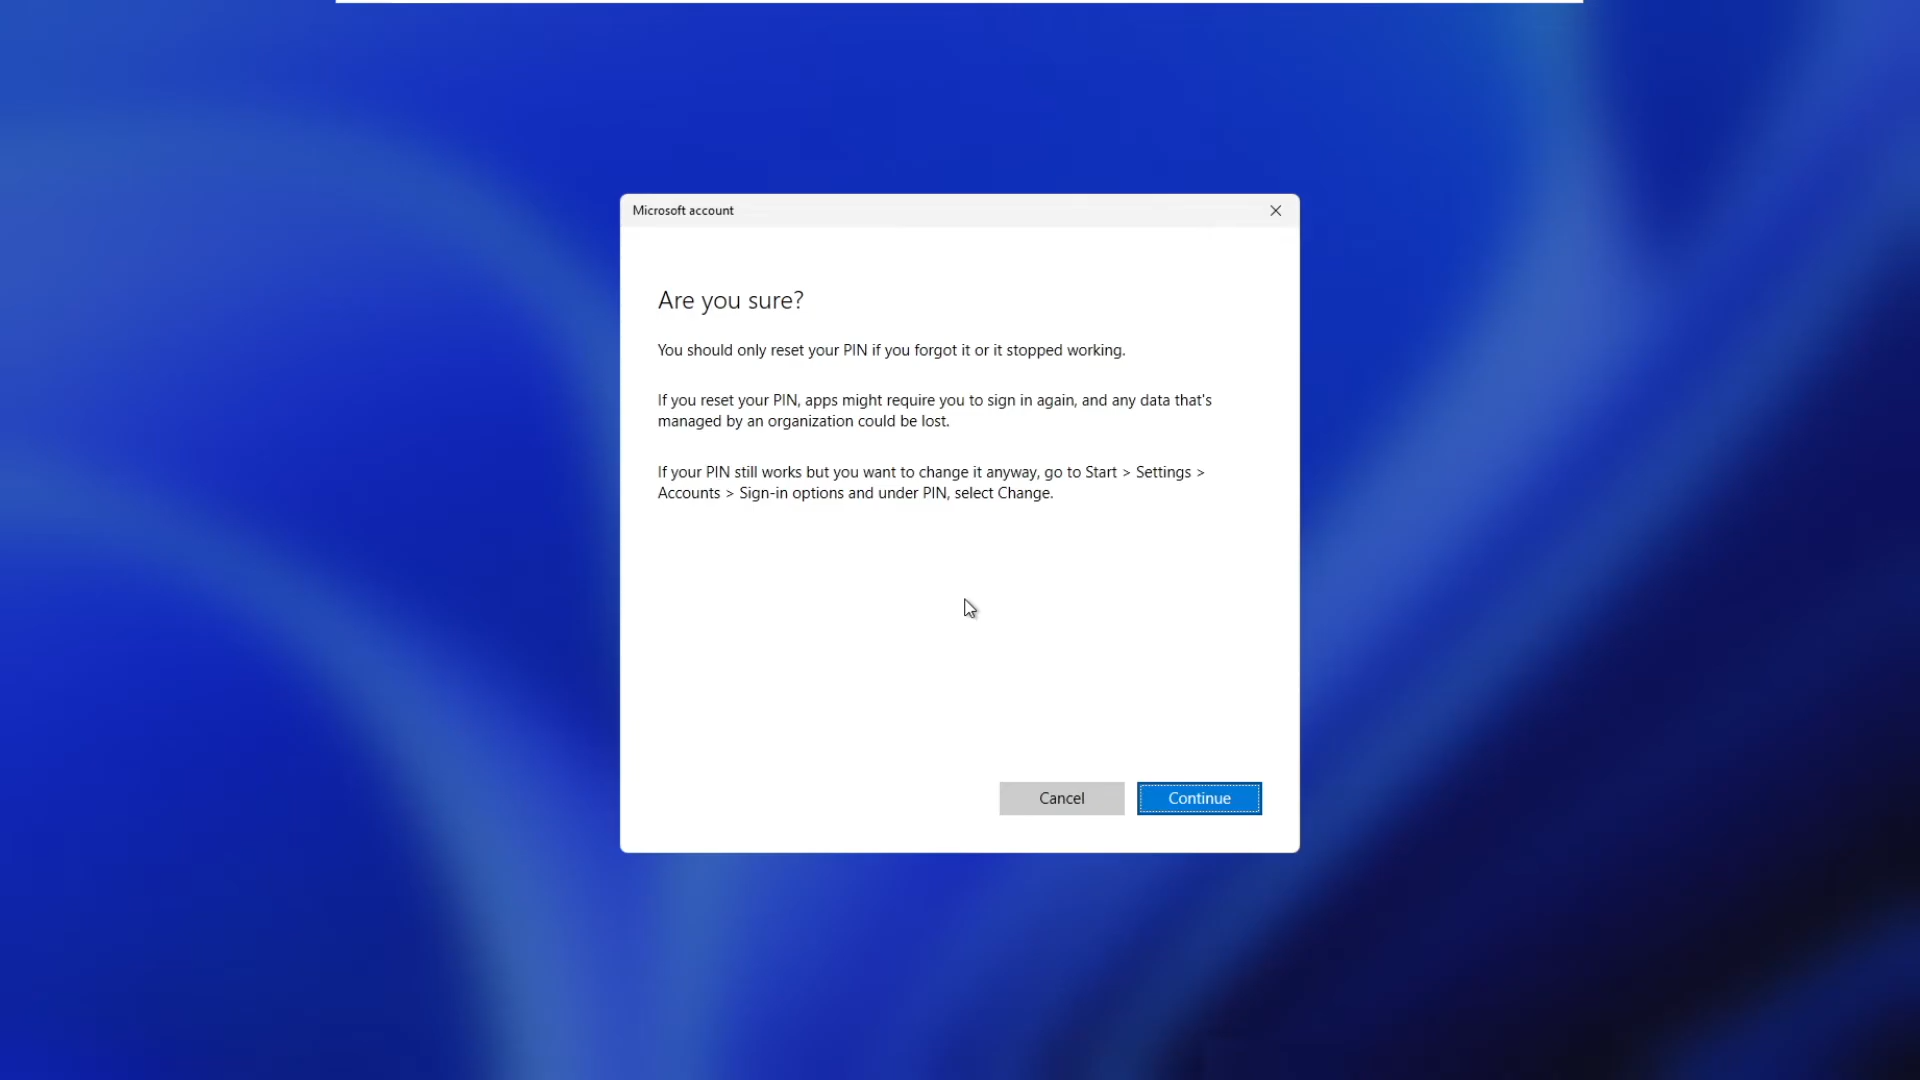 Microsoft account
Are you sure?
You should only reset your PIN if you forgot it or it stopped working.
If you reset your PIN, apps might require you to sign in again, and any data that's
managed by an organization could be lost.
If your PIN still works but you want to change it anyway, go to Start > Settings >
Accounts > Sign-in options and under PIN, select Change.
Cancel
Continue